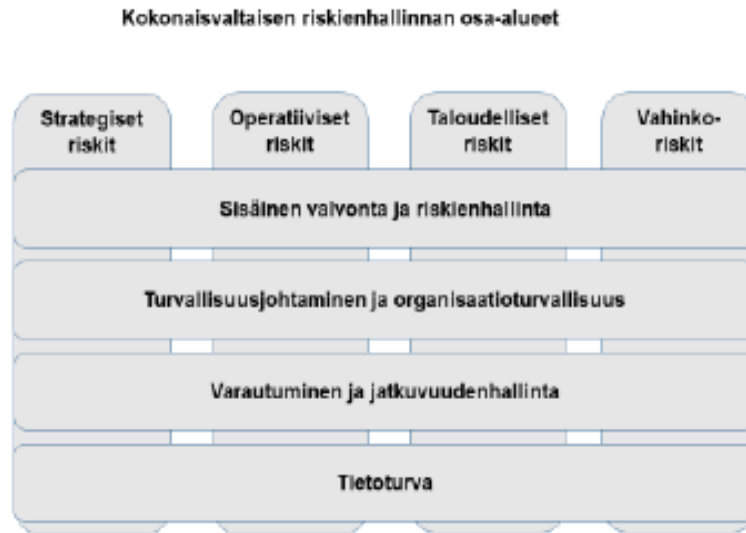 Kokonaisvaltaisen riskienhallinnan osa-alueet
Strategiset
riskit
Operatiiviset
riskit
Taloudelliset
riskit
Vahinko-
riskit
Sisäinen valvonta ja riskienhallinta
Turvallisuusjohtaminen ja organisaatioturvallisuus
Varautuminen ja jatkuvuudenhallinta
Tietoturva